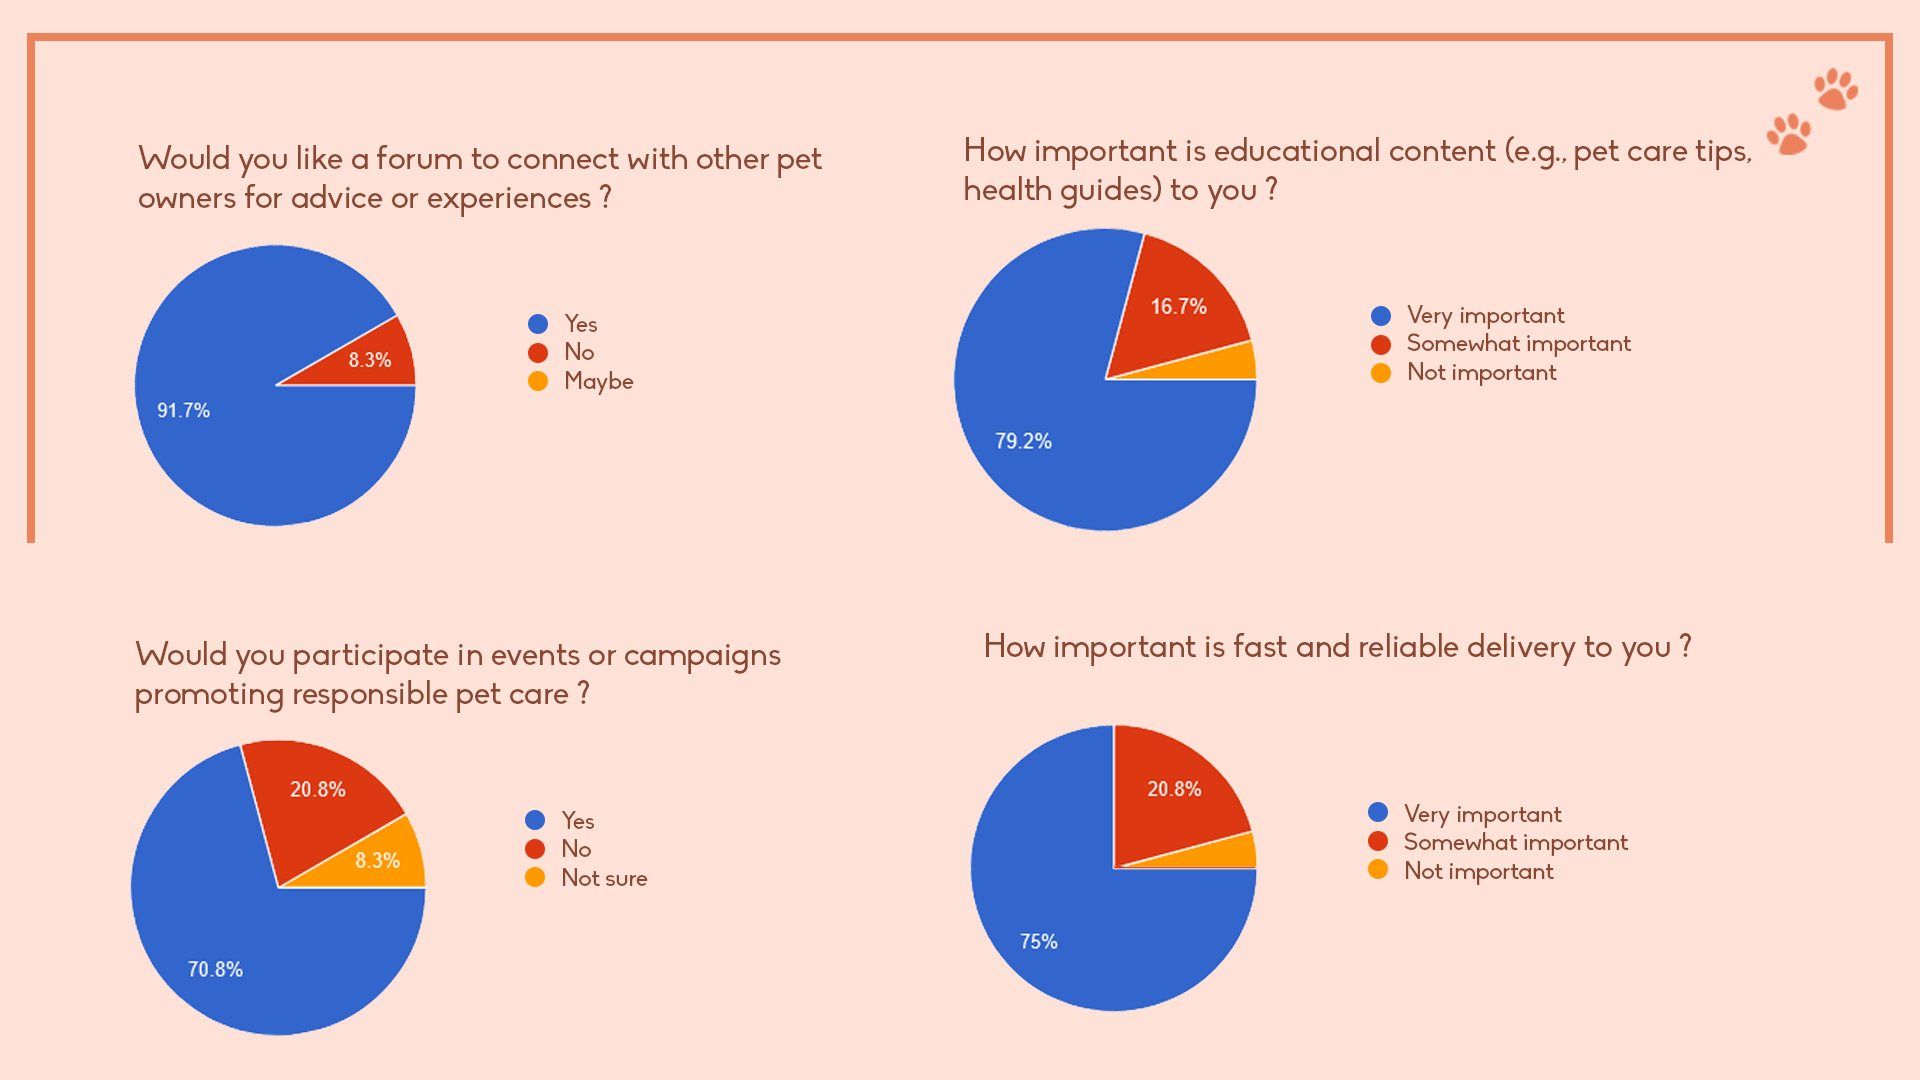 Would you like a forum to connect with other pet
owners for advice or experiences ?
91.7%
8.3%
Yes
No
Maybe
How important is educational content (e.g., pet care tips,
health guides) to you ?
79.2%
16.7%
Very important
Somewhat important
Not important
Would you participate in events or campaigns
promoting responsible pet care ?
70.8%
20.8%
8.3%
Yes
No
Not sure
How important is fast and reliable delivery to you ?
75%
20.8%
Very important
Somewhat important
Not important